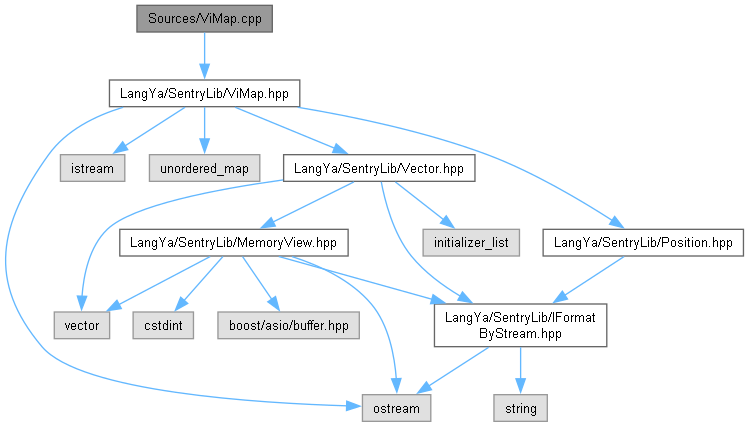 Sources/ViMap.cpp
LangYa/SentryLib/ViMap.hpp
istream
unordered_map
LangYa/SentryLib/Vector.hpp
LangYa/SentryLib/MemoryView.hpp
initializer_list
LangYa/SentryLib/Position.hpp
vector
cstdint
boost/asio/buffer.hpp
LangYa/SentryLib/IFormat
ByStream.hpp
ostream
string